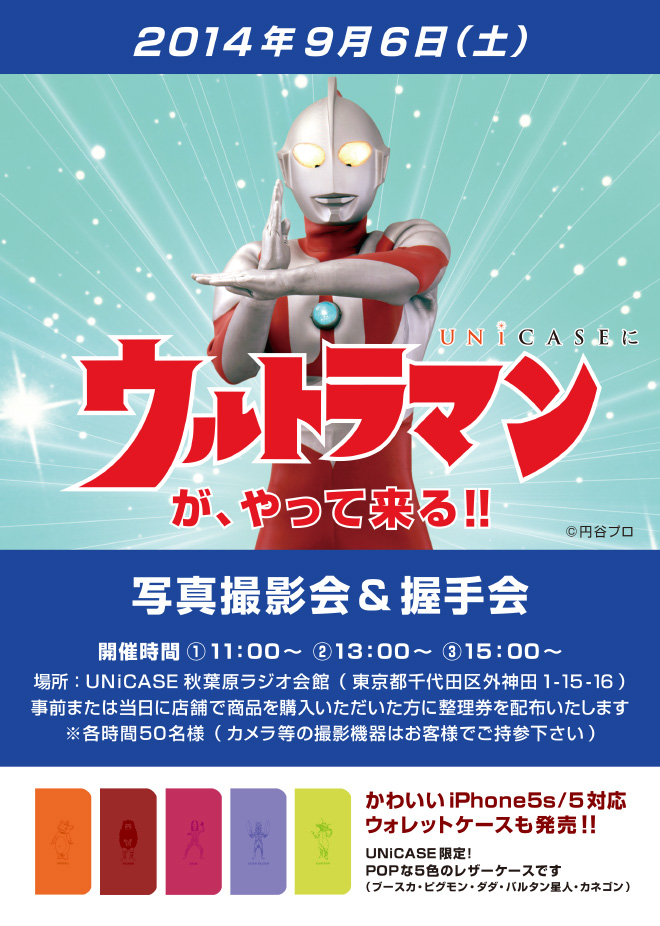 2014年9月6日(土)
UNiCASEに
ウルトラマン
が、やって来る!!
©円谷プロ
写真撮影会&握手会
開催時間 ①11:00〜 ②13:00〜 ③15:00〜
場所:UNiCASE 秋葉原ラジオ会館(東京都千代田区外神田1-15-16)
事前または当日に店舗で商品を購入いただいた方に整理券を配布いたします
※各時間50名様(カメラ等の撮影機器はお客様でご持参下さい)
かわいいiPhone5s/5対応
ウォレットケースも発売!!
UNiCASE限定!
POPな5色のレザーケースです
(ブースカ・ピグモン・ダダ・バルタン星人・カネゴン)